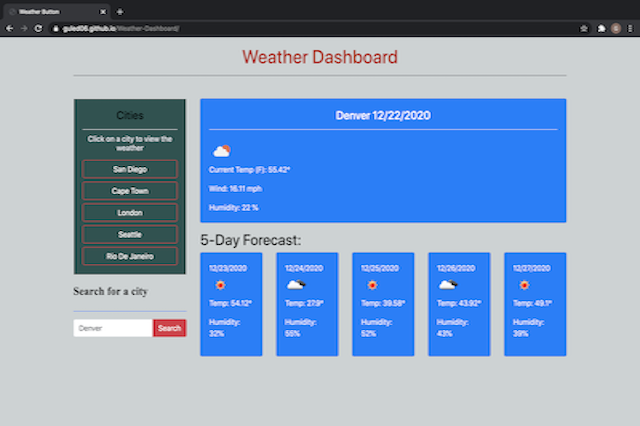 Weather Button
guled06.github.io/Weather-Dashboard/
Weather Dashboard
Cities
Click on a city to view the
weather
San Diego
Cape Town
London
Seattle
Rio De Janeiro
Search for a city
Denver
Search
Denver 12/22/2020
Current Temp (F): 55.42°
Wind: 16.11 mph
Humidity: 22 %
5-Day Forecast:
12/23/2020
Temp: 54.12°
Humidity:
32%
12/24/2020
Temp: 27.9°
Humidity:
55%
12/25/2020
Temp: 39.58°
Humidity:
52%
12/26/2020
Temp: 43.92°
Humidity:
43%
12/27/2020
Temp: 49.1°
Humidity:
39%